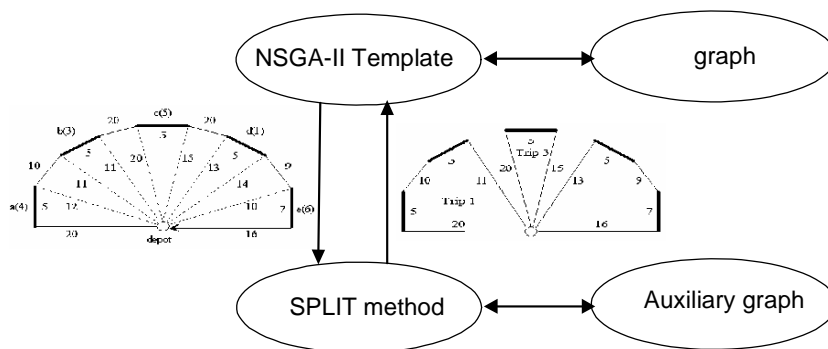 NSGA-II Template
graph
c(5)
20
20
b(3)
5
d(1)
10
5
11
20
15
13
5
9
11
14
a(4)
5
12
10
7
e(6)
20
depot
16
5
Trip 3
5
5
10
11
20
15
13
9
5
Trip 1
7
20
16
SPLIT method
Auxiliary graph